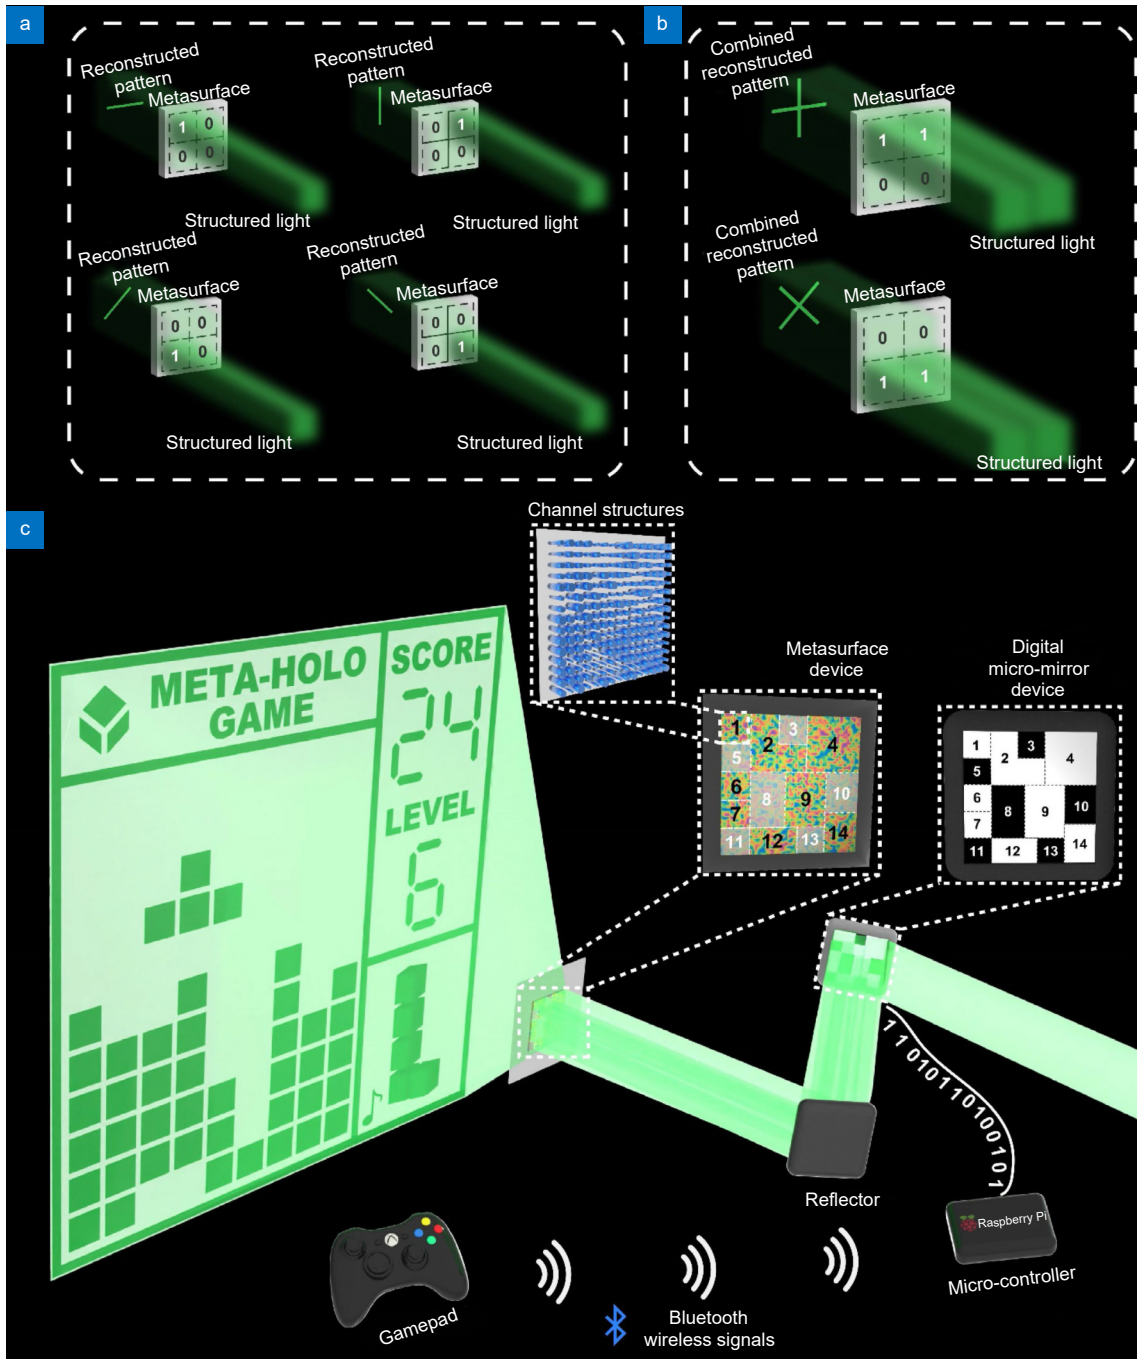 a
Reconstructed
pattern
Metasurface
1 0
0 0
Structured light
Reconstructed
pattern
Metasurface
0 1
0 0
Structured light
Reconstructed
pattern
Metasurface
0 0
1 0
Structured light
Reconstructed
pattern
Metasurface
0 0
0 1
Structured light
b
Combined
reconstructed
pattern
Metasurface
1 1
0 0
Structured light
Combined
reconstructed
pattern
Metasurface
0 0
1 1
Structured light
c
Channel structures
META-HOLO
GAME
SCORE
24
LEVEL
6
Metasurface
device
1 2 3 4
5
6 8 9 10
7
11 12 13 14
Digital
micro-mirror
device
1 2 3 4
5
6 8 9 10
7
11 12 13 14
11010110100101
Reflector
Raspberry Pi
Micro-controller
Gamepad
Bluetooth
wireless signals